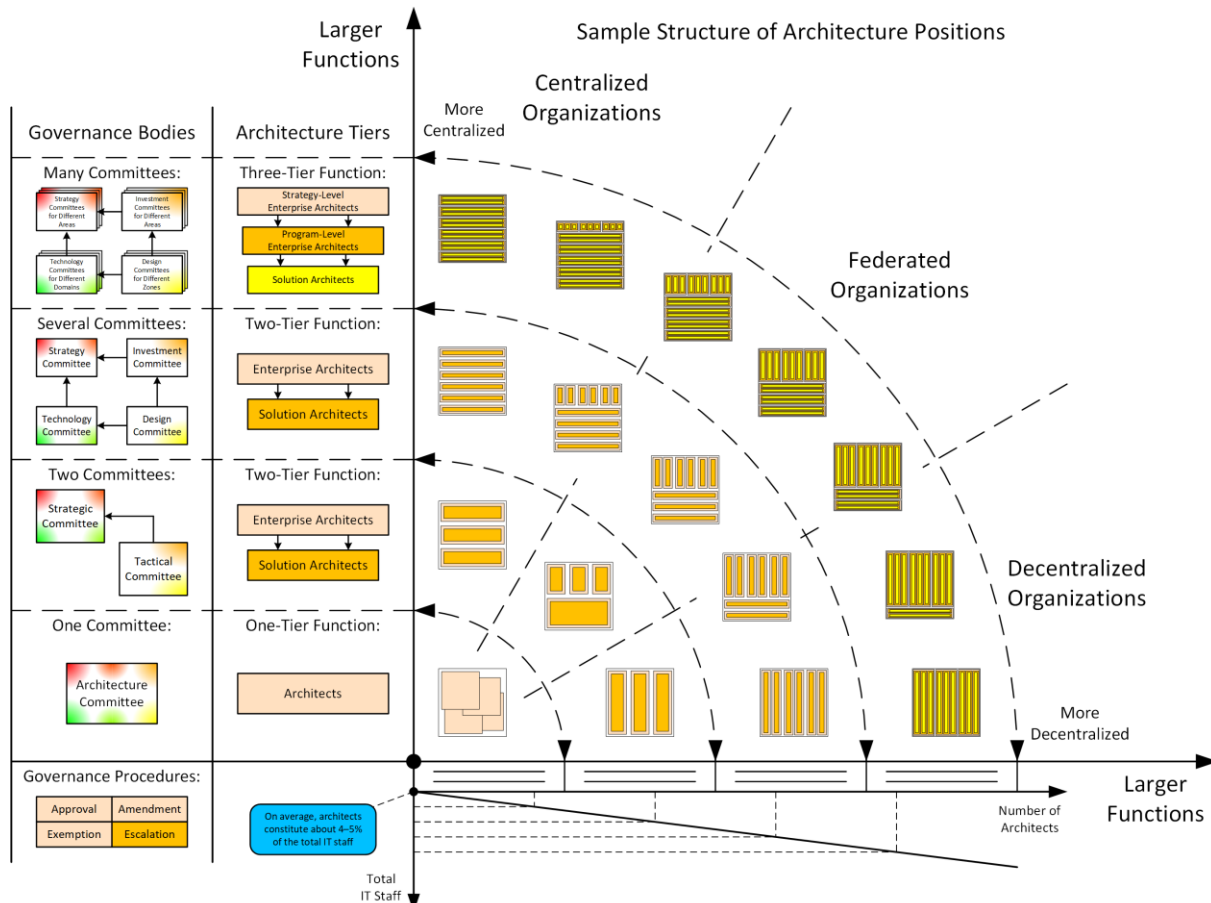 Larger
Functions
Sample Structure of Architecture Positions
Centralized
Organizations
More
Centralized
Governance Bodies
Architecture Tiers
Many Committees:
Strategy
Committees
for Different
Areas
Investment
Committees
for Different
Areas
Technology
Committees
for Different
Domains
Design
Committees
for Different
Zones
Three-Tier Function:
Strategy-Level
Enterprise Architects
Program-Level
Enterprise Architects
Solution Architects
Federated
Organizations
Several Committees:
Strategy
Committee
Investment
Committee
Technology
Committee
Design
Committee
Two-Tier Function:
Enterprise Architects
Solution Architects
Two Committees:
Strategic
Committee
Tactical
Committee
Two-Tier Function:
Enterprise Architects
Solution Architects
Decentralized
Organizations
One Committee:
Architecture
Committee
One-Tier Function:
Architects
More
Decentralized
Governance Procedures:
Approval
Amendment
Exemption
Escalation
On average, architects
constitute about 4–5%
of the total IT staff
Number of
Architects
Larger
Functions
Total
IT Staff